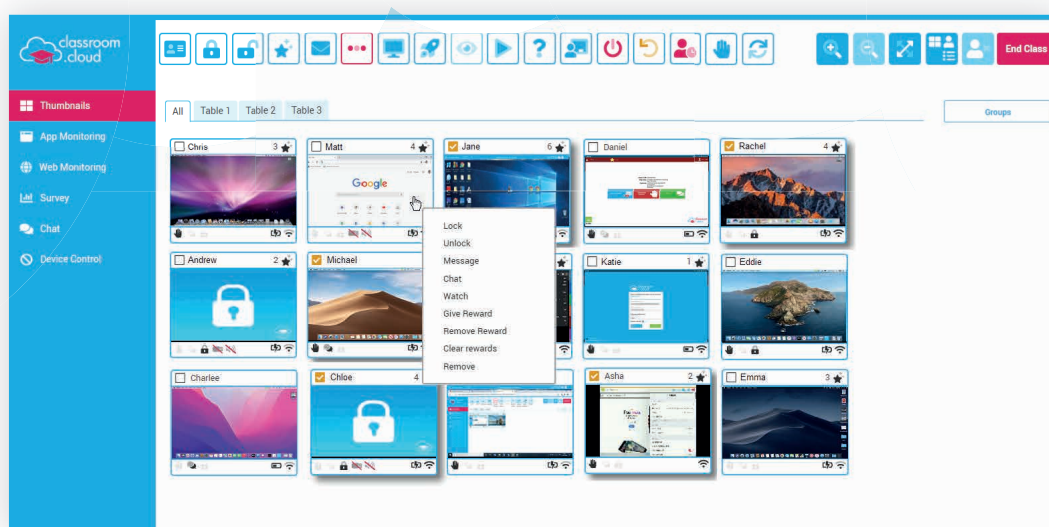 classroom
.cloud
End Class
Thumbnails
App Monitoring
Web Monitoring
Survey
Chat
Device Control
All Table 1 Table 2 Table 3
Groups
Chris 3
Matt 4
Jane 6
Daniel
Rachel 4
Google
Andrew 2
Michael
Katie 1
Eddie
Lock
Unlock
Message
Chat
Watch
Give Reward
Remove Reward
Clear rewards
Remove
Charlee
Chloe 4
Asha 2
Emma 3